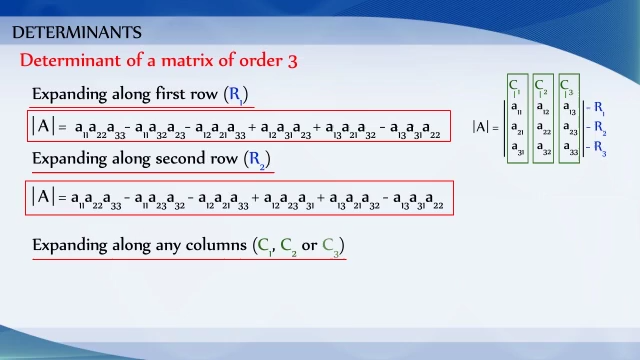 DETERMINANTS
Determinant of a matrix of order 3
Expanding along first row (R₁)
|A| = a₁₁a₂₂a₃₃ - a₁₁a₃₂a₂₃ - a₁₂a₂₁a₃₃ + a₁₂a₃₁a₂₃ + a₁₃a₂₁a₃₂ - a₁₃a₃₁a₂₂
Expanding along second row (R₂)
|A| = a₁₁a₂₂a₃₃ - a₁₁a₂₃a₃₂ - a₁₂a₂₁a₃₃ + a₁₂a₂₃a₃₁ + a₁₃a₂₁a₃₂ - a₁₃a₃₁a₂₂
Expanding along any columns (C₁, C₂ or C₃)
C₁ C₂ C₃
a₁₁ a₁₂ a₁₃ - R₁
|A| = a₂₁ a₂₂ a₂₃ - R₂
a₃₁ a₃₂ a₃₃ - R₃